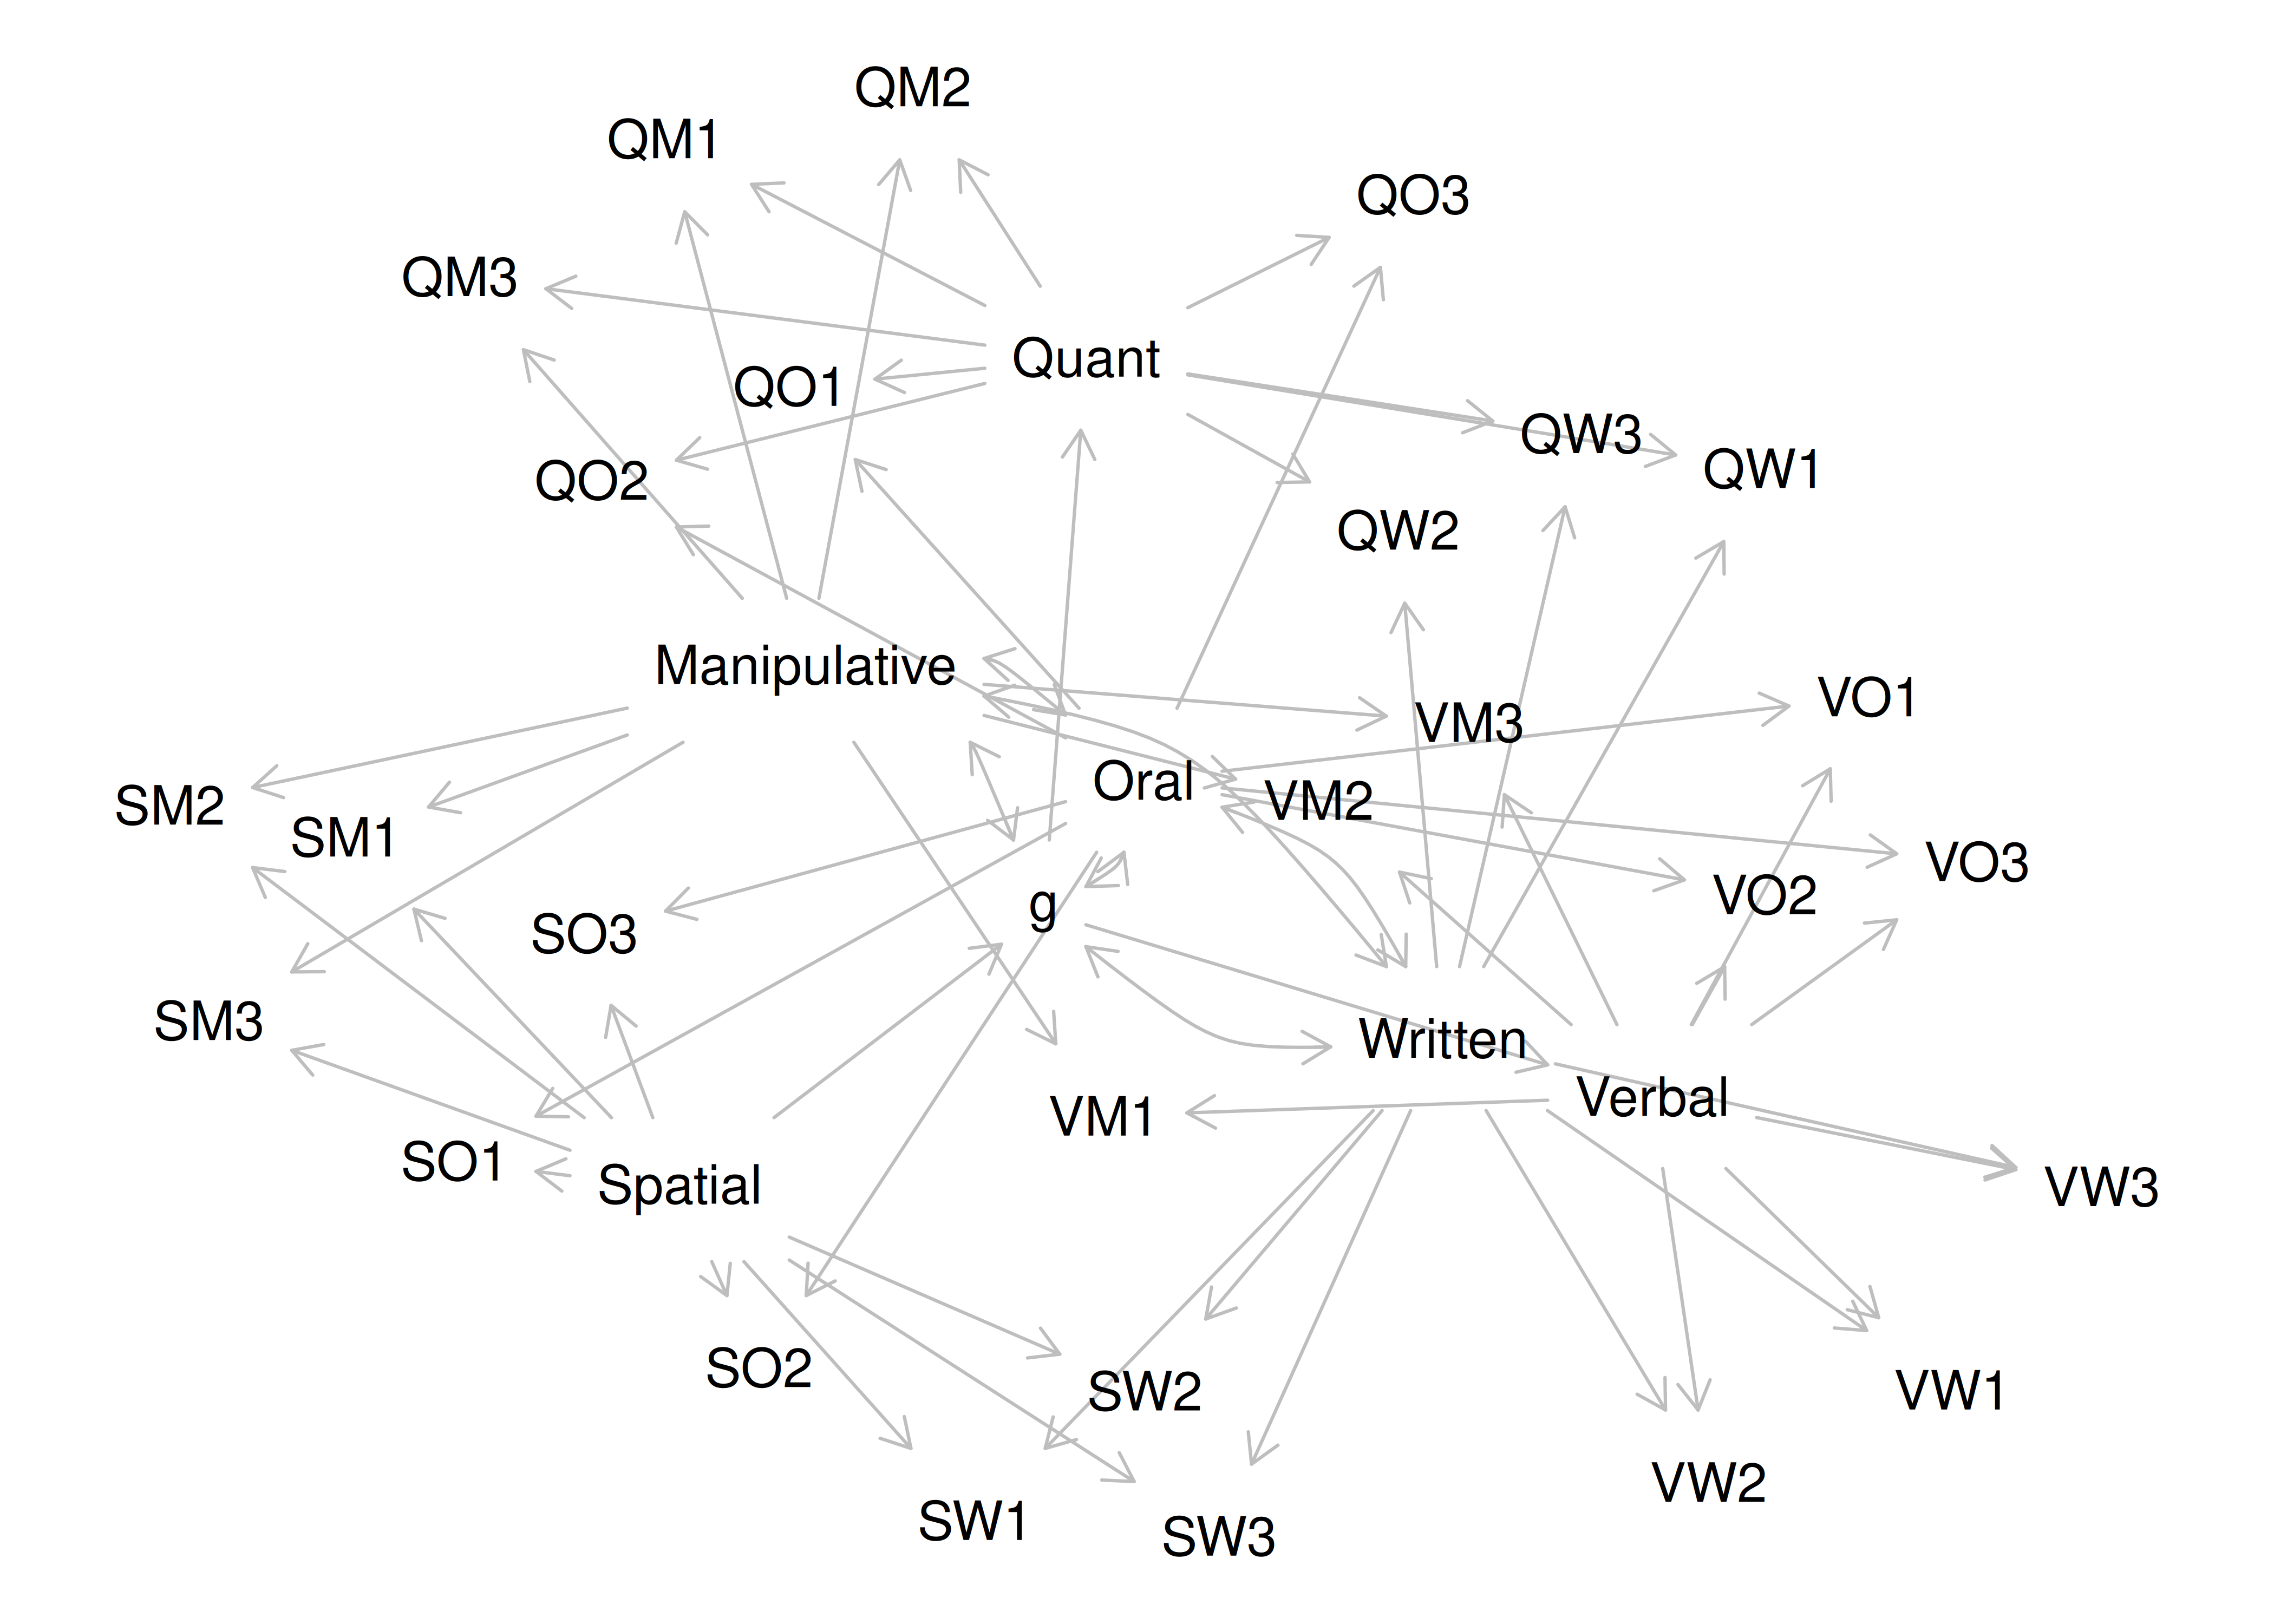 QM2
QM1
QO3
QM3
Quant
QO1
QW3
QW1
QO2
QW2
Manipulative
VO1
VM3
Oral
VM2
SM2
SM1
VO3
VO2
g
SO3
SM3
Written
Verbal
VM1
SO1
Spatial
VW3
SO2
SW2
VW1
VW2
SW1
SW3